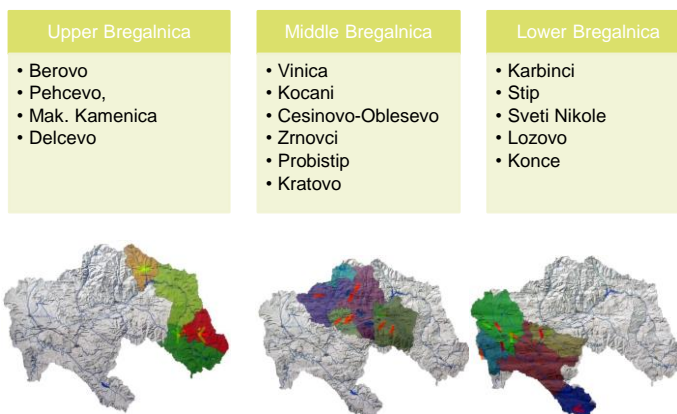 Upper Bregalnica
• Berovo
• Pehcevo,
• Mak. Kamenica
• Delcevo
Middle Bregalnica
• Vinica
• Kocani
• Cesinovo-Oblesevo
• Zrnovci
• Probistip
• Kratovo
Lower Bregalnica
• Karbinci
• Stip
• Sveti Nikole
• Lozovo
• Konce